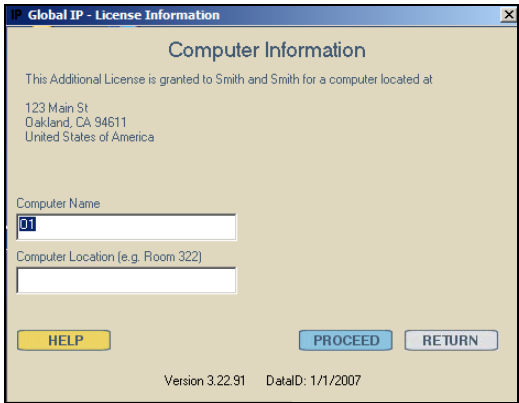 IP Global IP - License Information
Computer Information
This Additional License is granted to Smith and Smith for a computer located at
123 Main St
Oakland, CA 94611
United States of America
Computer Name
01
Computer Location (e.g. Room 322)
HELP PROCEED RETURN
Version 3.22.91 DataID: 1/1/2007